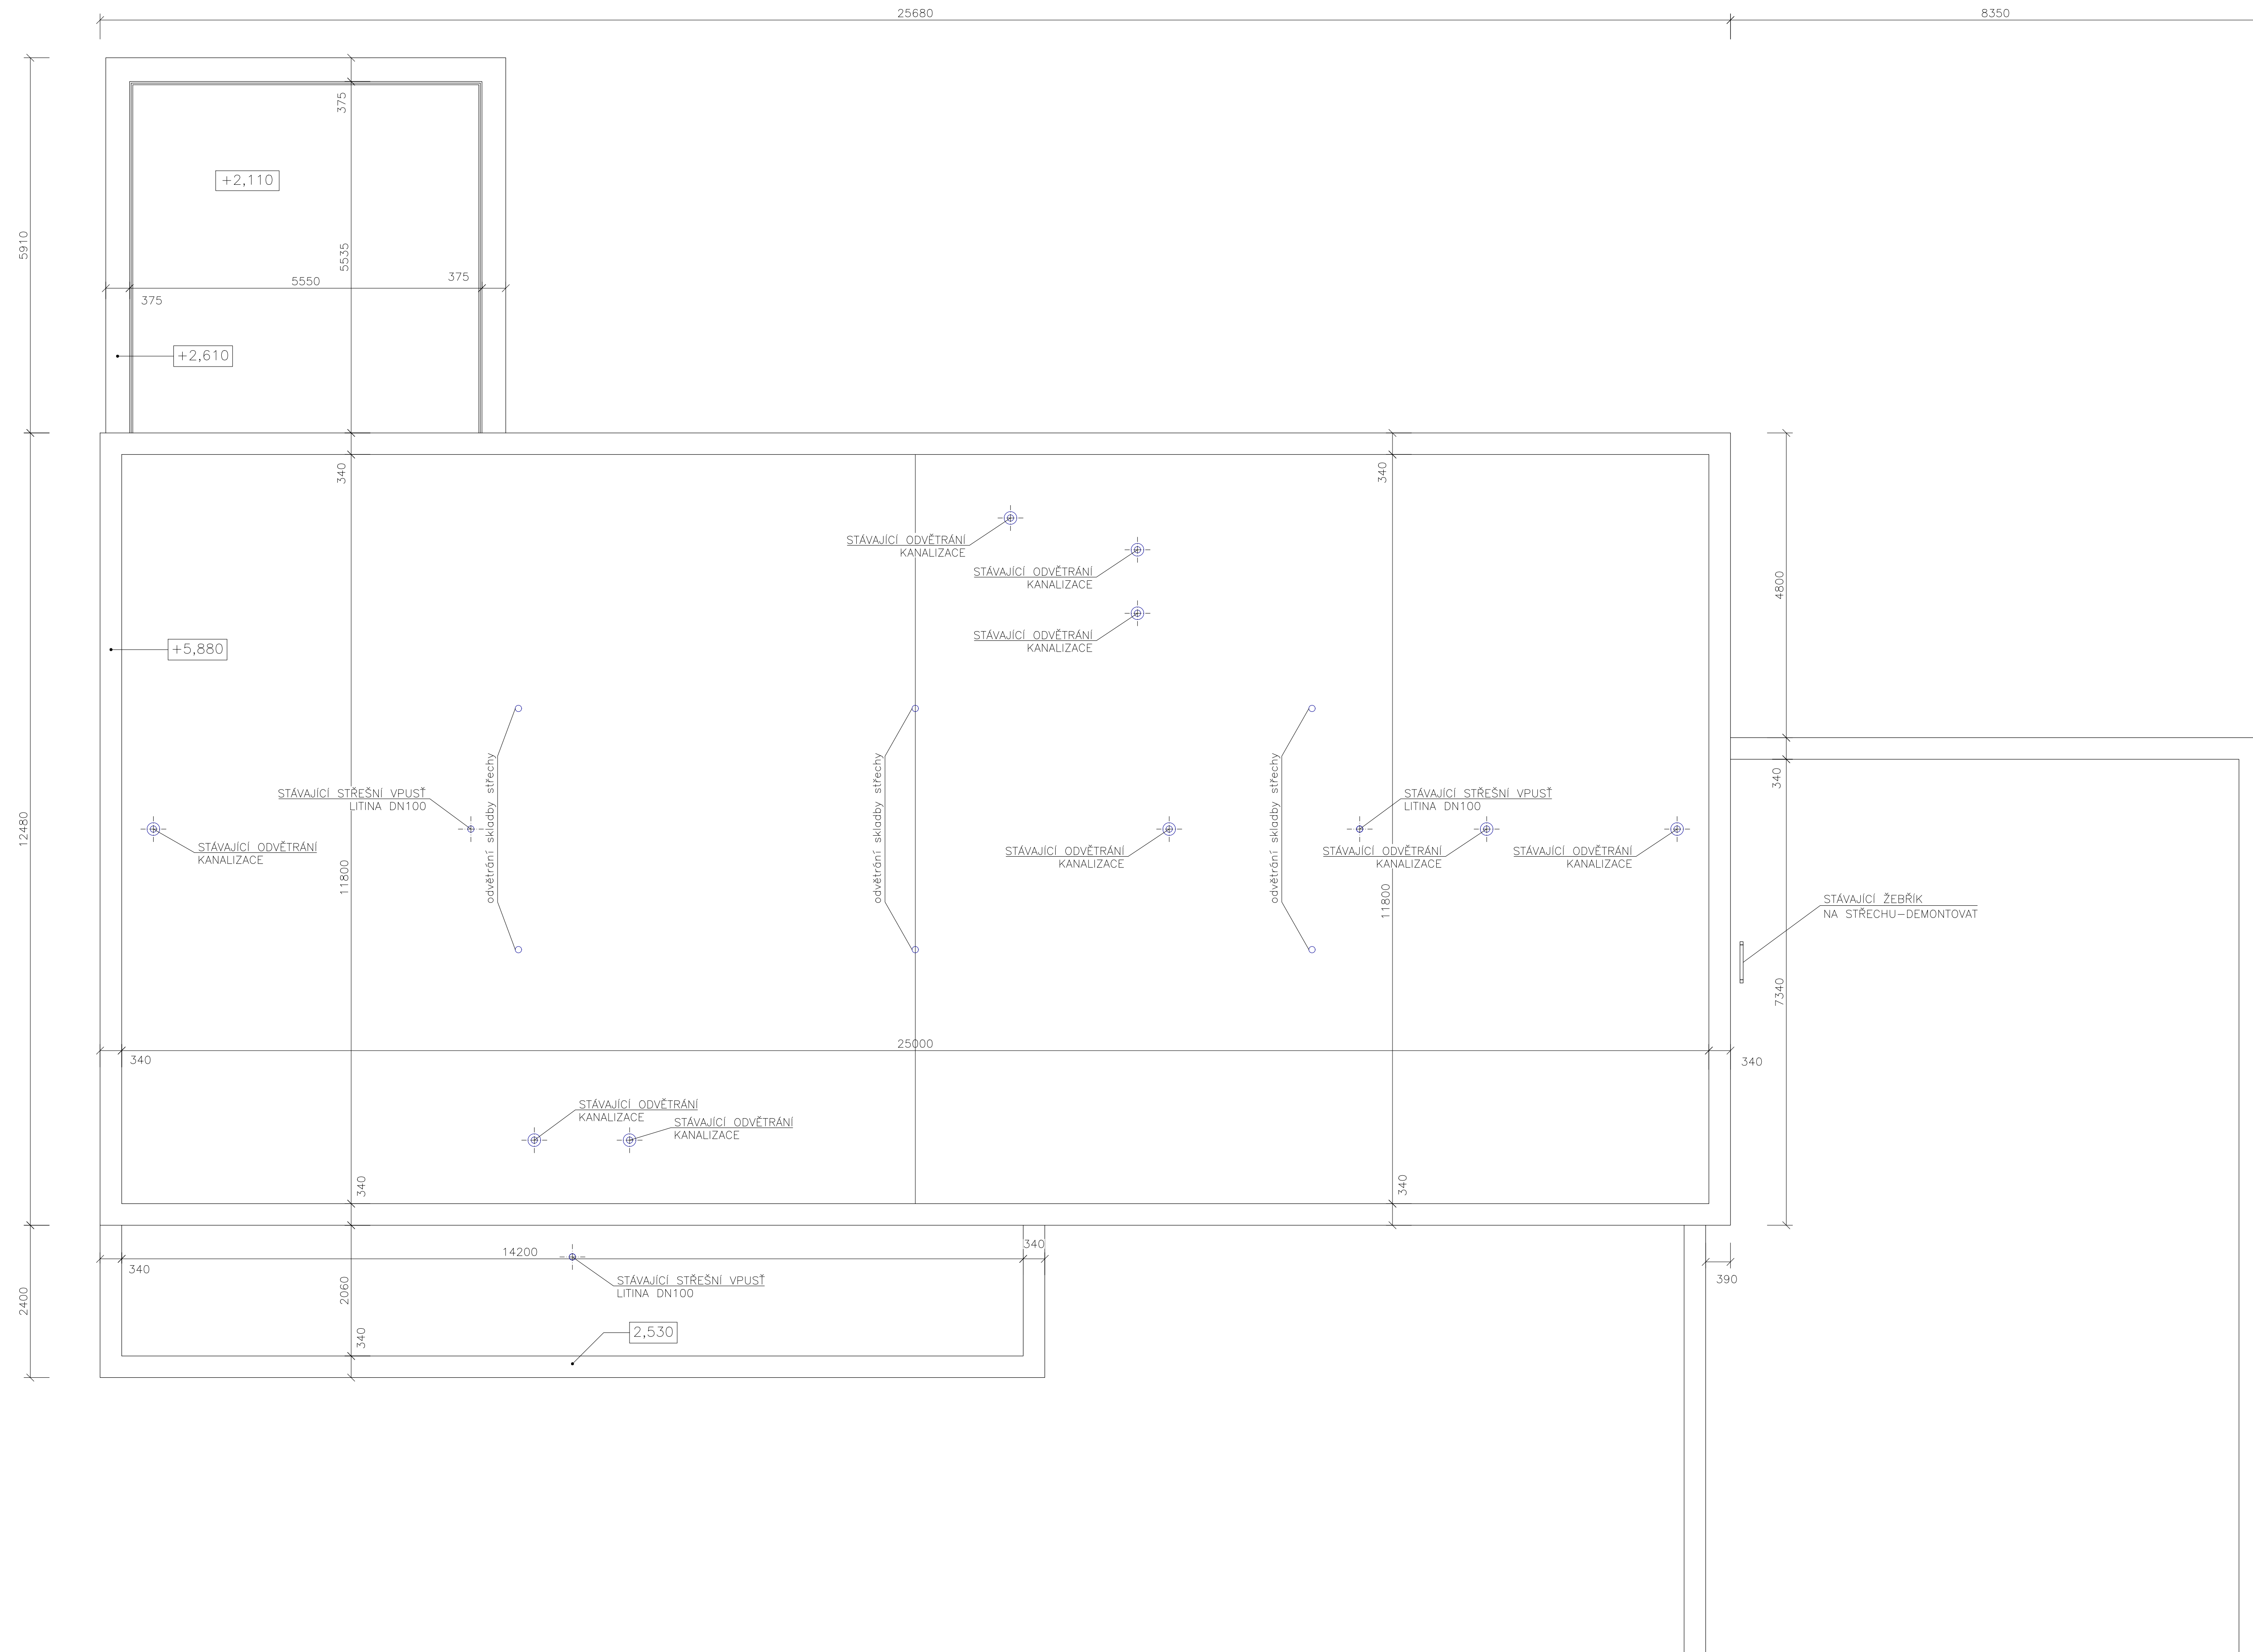 25680
8350
375
+2,110
5910
5535
5550
375
375
+2,610
340
340
STÁVAJÍCÍ ODVĚTRÁNÍ
KANALIZACE
STÁVAJÍCÍ ODVĚTRÁNÍ
KANALIZACE
4800
STÁVAJÍCÍ ODVĚTRÁNÍ
KANALIZACE
+5,880
odvětrání skladby střechy
odvětrání skladby střechy
odvětrání skladby střechy
340
STÁVAJÍCÍ STŘEŠNÍ VPUSŤ
LITINA DN100
STÁVAJÍCÍ STŘEŠNÍ VPUSŤ
LITINA DN100
12480
STÁVAJÍCÍ ODVĚTRÁNÍ
KANALIZACE
STÁVAJÍCÍ ODVĚTRÁNÍ
KANALIZACE
STÁVAJÍCÍ ODVĚTRÁNÍ
KANALIZACE
STÁVAJÍCÍ ODVĚTRÁNÍ
KANALIZACE
11800
11800
STÁVAJÍCÍ ŽEBŘÍK
NA STŘECHU-DEMONTOVAT
7340
25000
340
340
STÁVAJÍCÍ ODVĚTRÁNÍ
KANALIZACE
STÁVAJÍCÍ ODVĚTRÁNÍ
KANALIZACE
340
340
14200
340
340
390
STÁVAJÍCÍ STŘEŠNÍ VPUSŤ
LITINA DN100
2400
2060
340
2,530